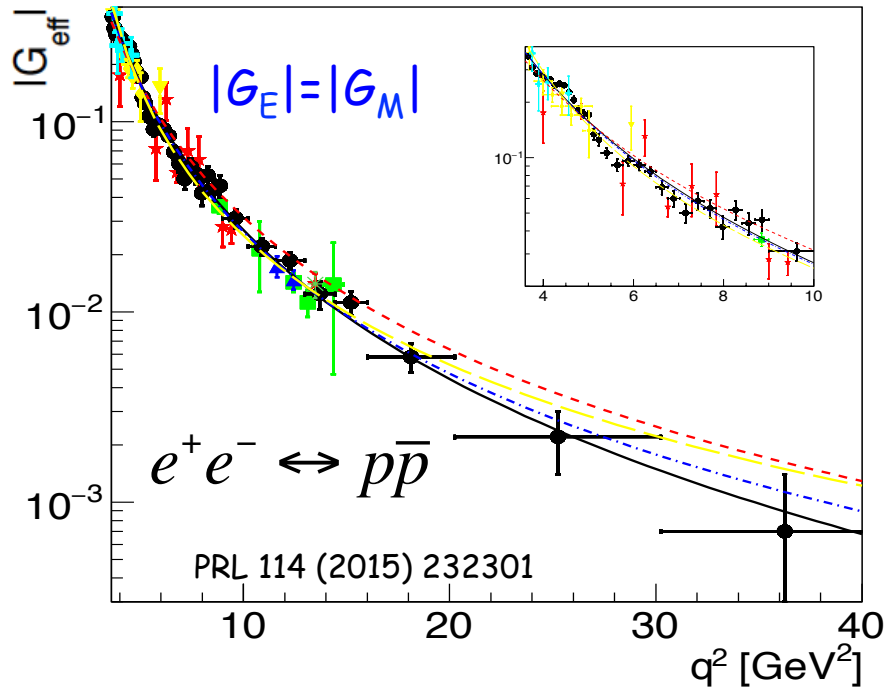 |G_eff|
|G_E|=|G_M|
10^{-1}
10^{-2}
10^{-3}
10^{-1}
4 6 8 10
e^+ e^- ⇔ p\bar{p}
PRL 114 (2015) 232301
10 20 30 40
q^2 [GeV^2]